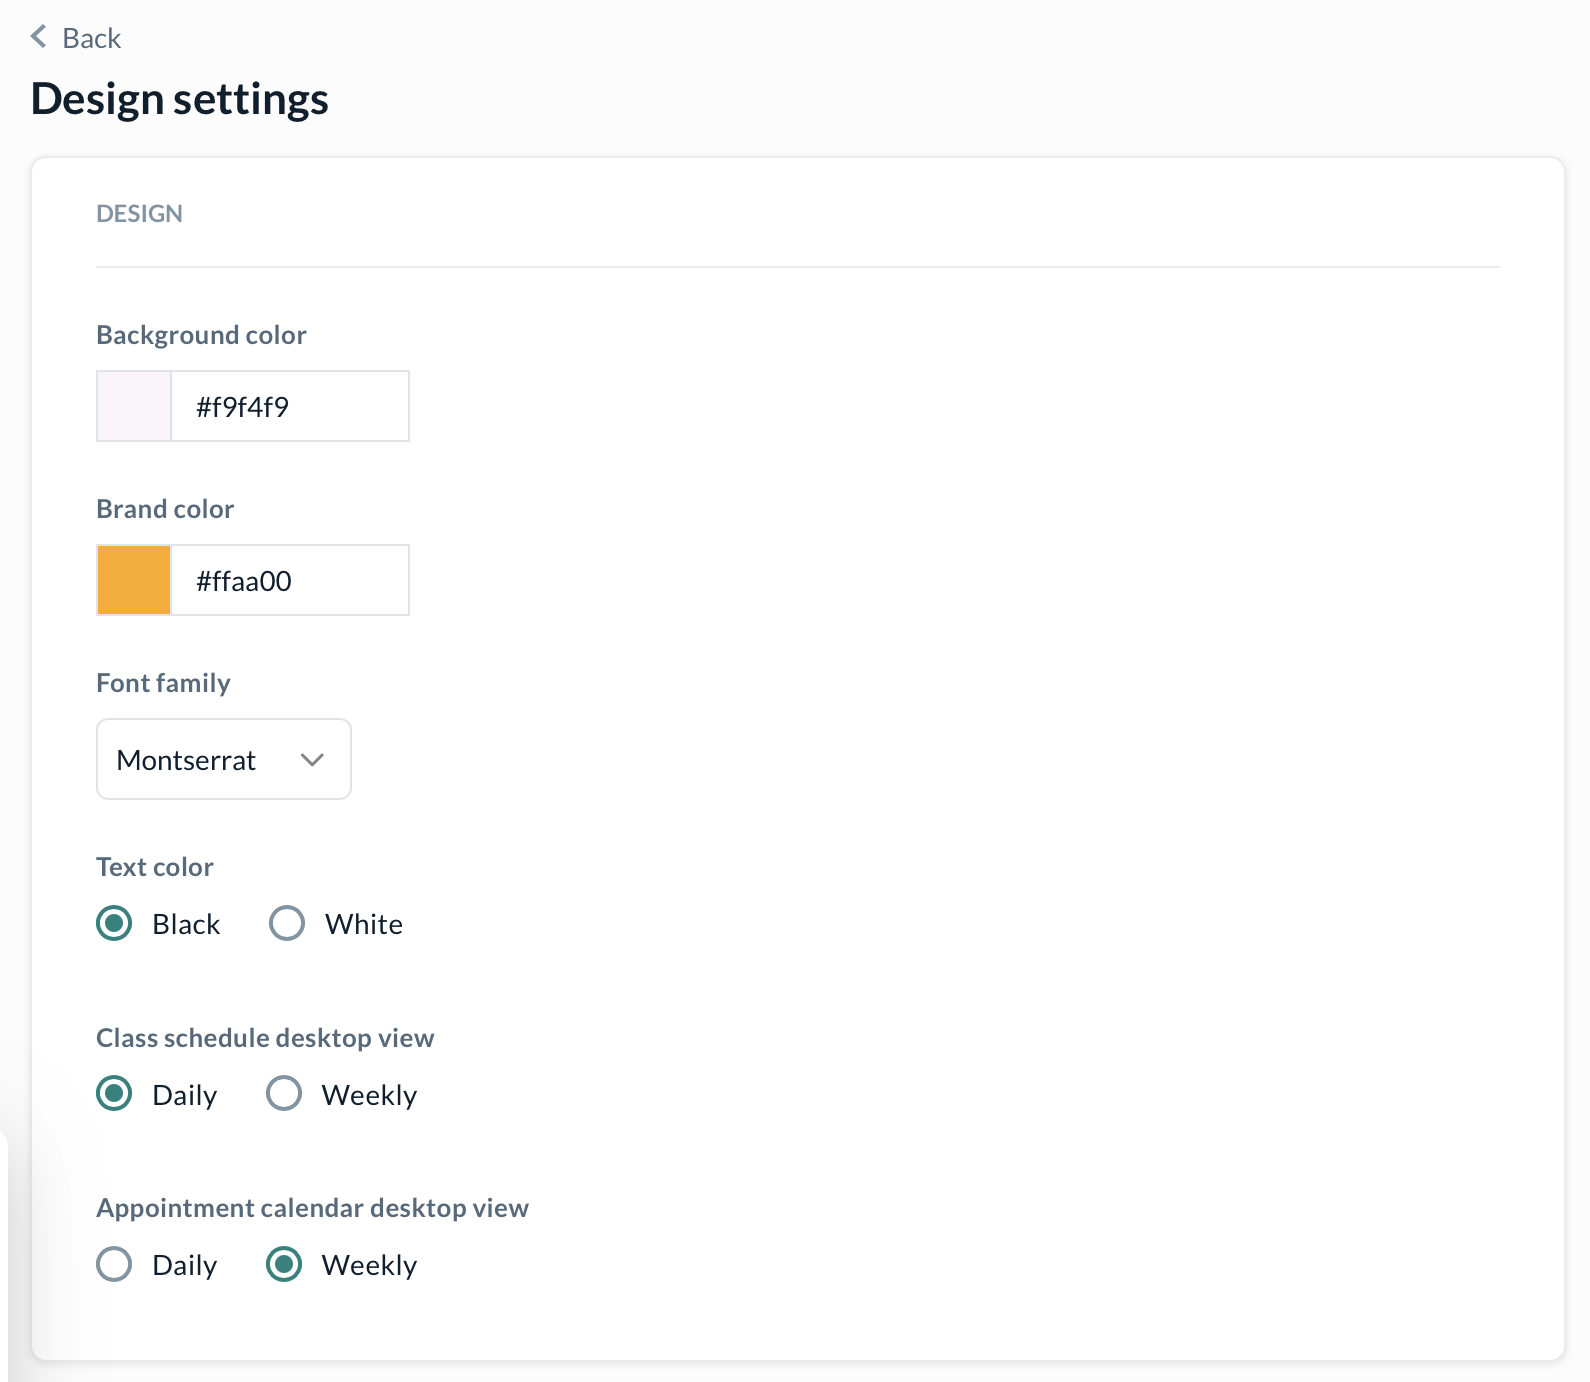 Back
Design settings
DESIGN
Background color
#f9f4f9
Brand color
#ffaa00
Font family
Montserrat
Text color
Black White
Class schedule desktop view
Daily Weekly
Appointment calendar desktop view
Daily Weekly